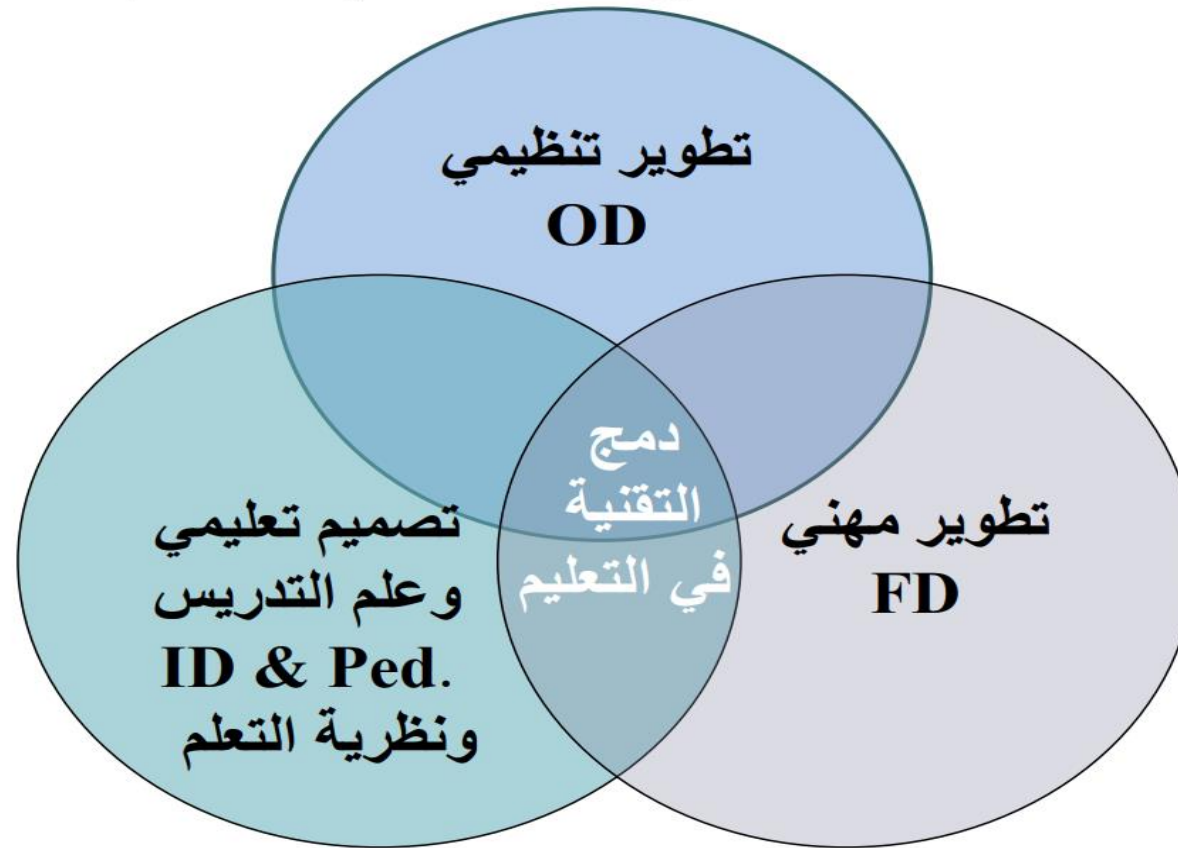 تطوير تنظيمي
OD
دمج
التقنية
في التعليم
تطوير مهني
FD
تصميم تعليمي
وعلم التدريس
ID & Ped.
ونظرية التعلم